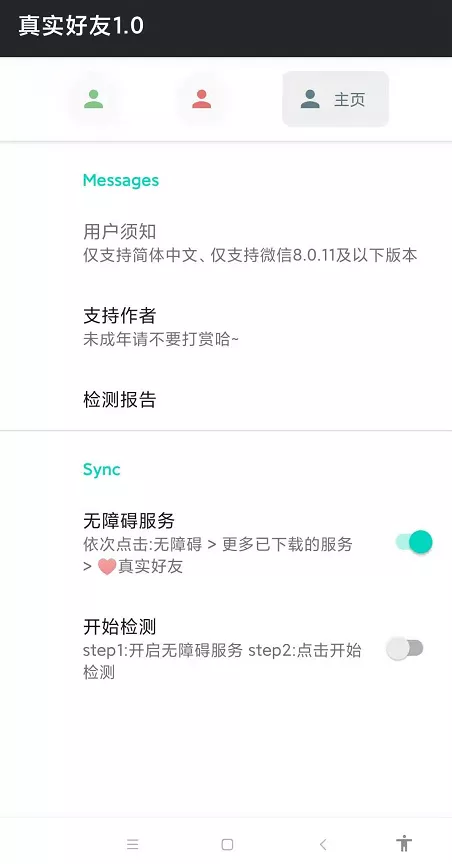 真实好友1.0
主页
Messages
用户须知
仅支持简体中文、仅支持微信8.0.11及以下版本
支持作者
未成年请不要打赏哈~
检测报告
Sync
无障碍服务
依次点击:无障碍 > 更多已下载的服务
> ❤️真实好友
开始检测
step1:开启无障碍服务 step2:点击开始
检测